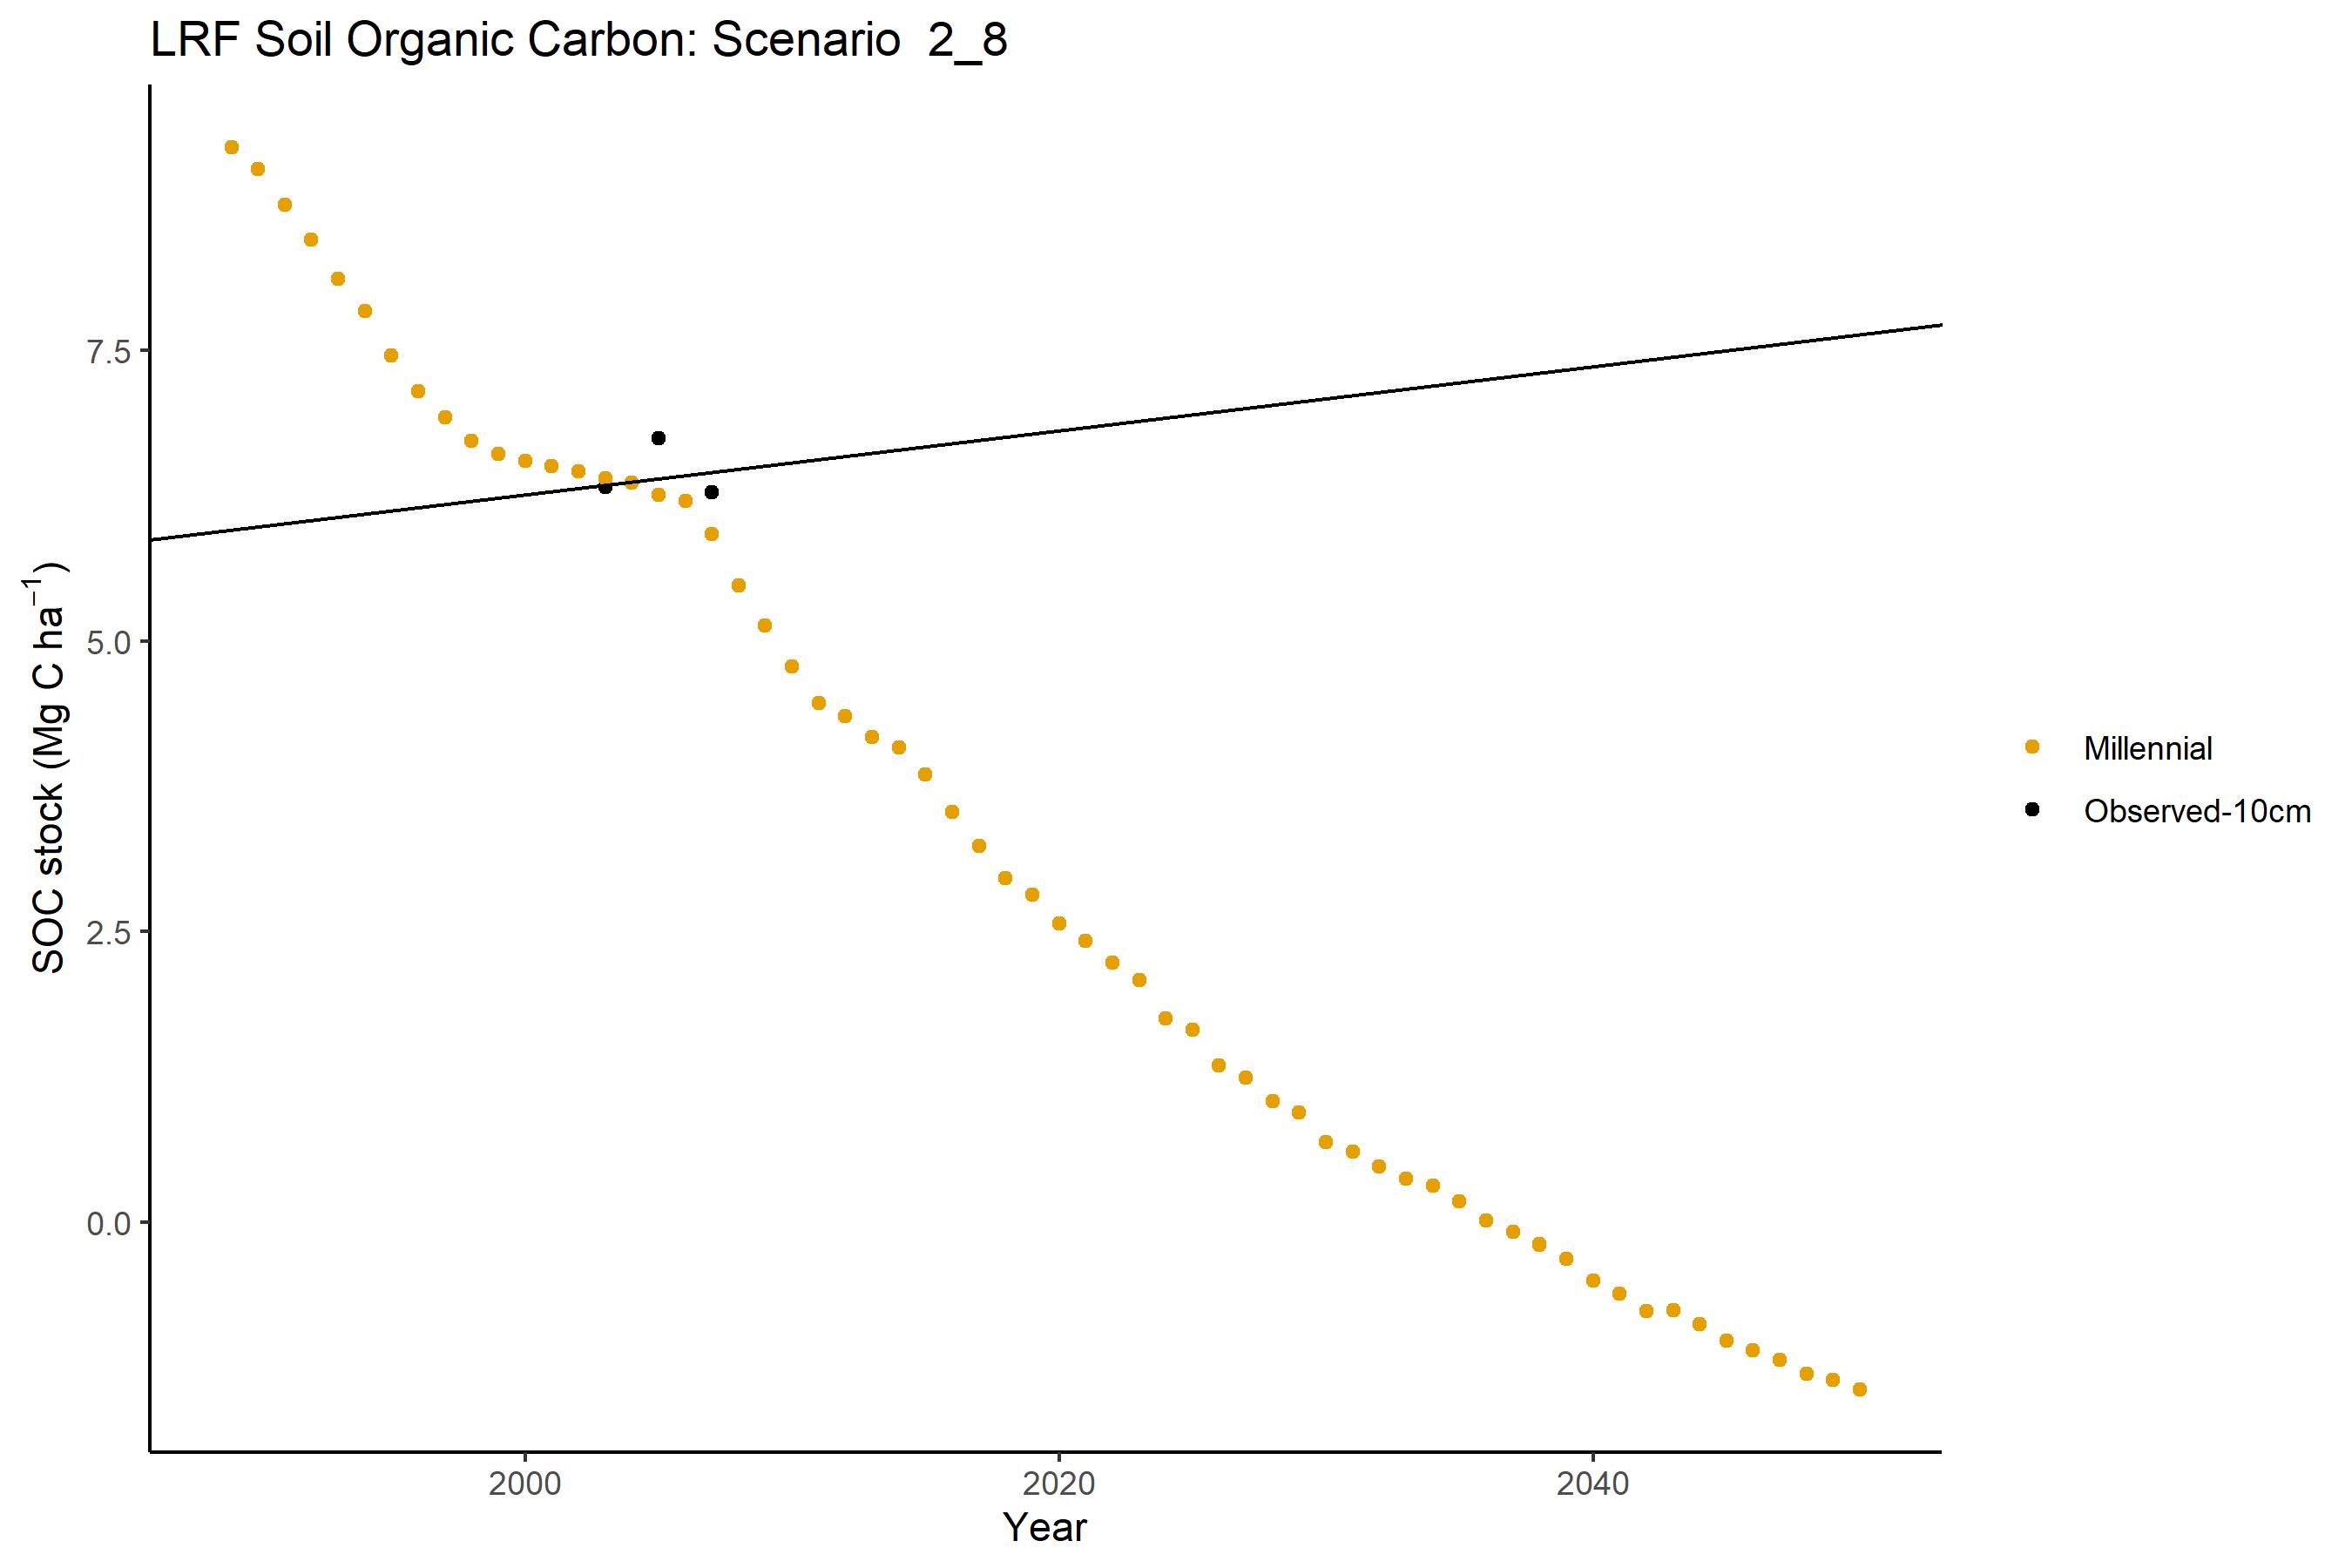 LRF Soil Organic Carbon: Scenario  2_8
SOC stock (Mg C ha⁻¹)
7.5
5.0
2.5
0.0
2000
2020
2040
Year
Millennial
Observed-10cm